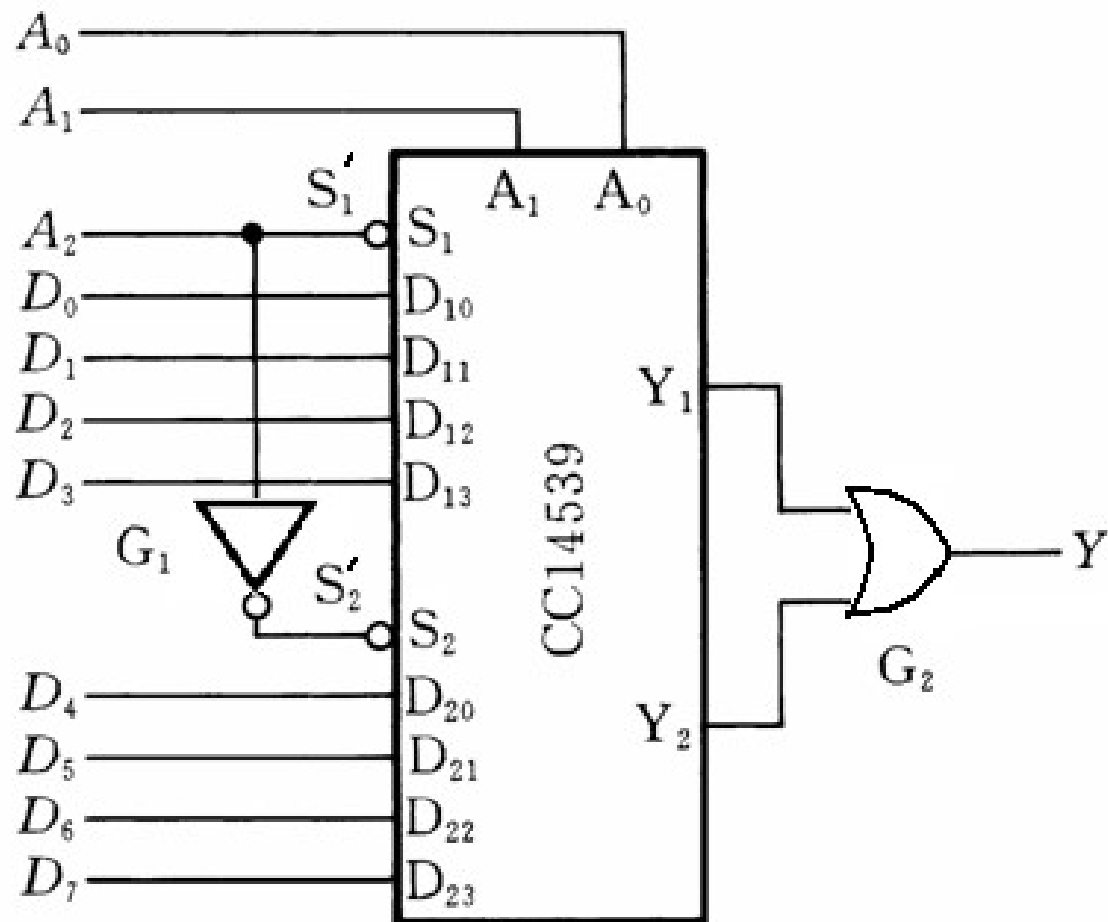 A₀
A₁
A₁ A₀
S₁′
A₂ S₁
D₀ D₁₀
D₁ D₁₁
Y₁
D₂ D₁₂
D₃ D₁₃
CC14539
G₁
S₂′
Y
S₂
G₂
D₄ D₂₀
Y₂
D₅ D₂₁
D₆ D₂₂
D₇ D₂₃